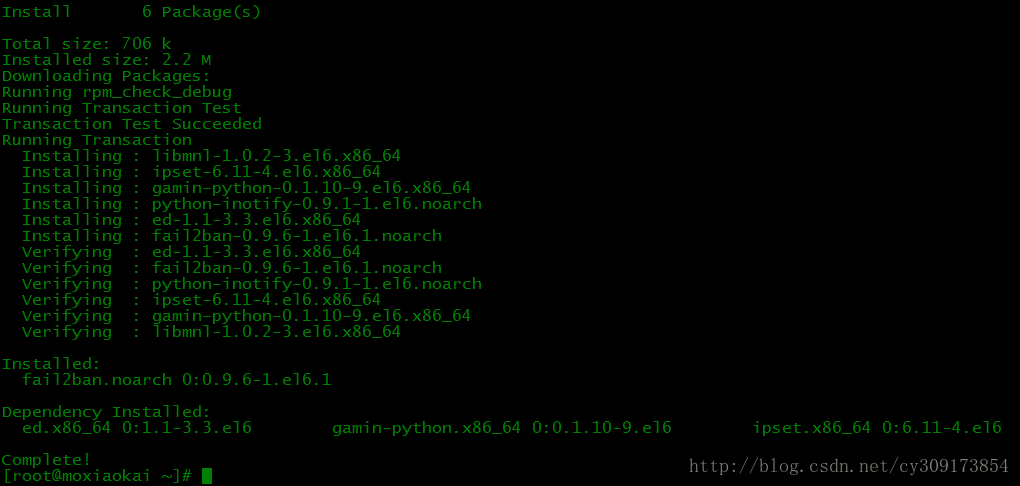 Install       6 Package(s)
Total size: 706 k
Installed size: 2.2 M
Downloading Packages:
Running rpm_check_debug
Running Transaction Test
Transaction Test Succeeded
Running Transaction
  Installing : libmnl-1.0.2-3.el6.x86_64
  Installing : ipset-6.11-4.el6.x86_64
  Installing : gamin-python-0.1.10-9.el6.x86_64
  Installing : python-inotify-0.9.1-1.el6.noarch
  Installing : ed-1.1-3.3.el6.x86_64
  Installing : fail2ban-0.9.6-1.el6.1.noarch
  Verifying  : ed-1.1-3.3.el6.x86_64
  Verifying  : fail2ban-0.9.6-1.el6.1.noarch
  Verifying  : python-inotify-0.9.1-1.el6.noarch
  Verifying  : ipset-6.11-4.el6.x86_64
  Verifying  : gamin-python-0.1.10-9.el6.x86_64
  Verifying  : libmnl-1.0.2-3.el6.x86_64
Installed:
  fail2ban.noarch 0:0.9.6-1.el6.1
Dependency Installed:
  ed.x86_64 0:1.1-3.3.el6        gamin-python.x86_64 0:0.1.10-9.el6        ipset.x86_64 0:6.11-4.el6
Complete!
[root@moxiaokai ~]#
http://blog.csdn.net/cy309173854